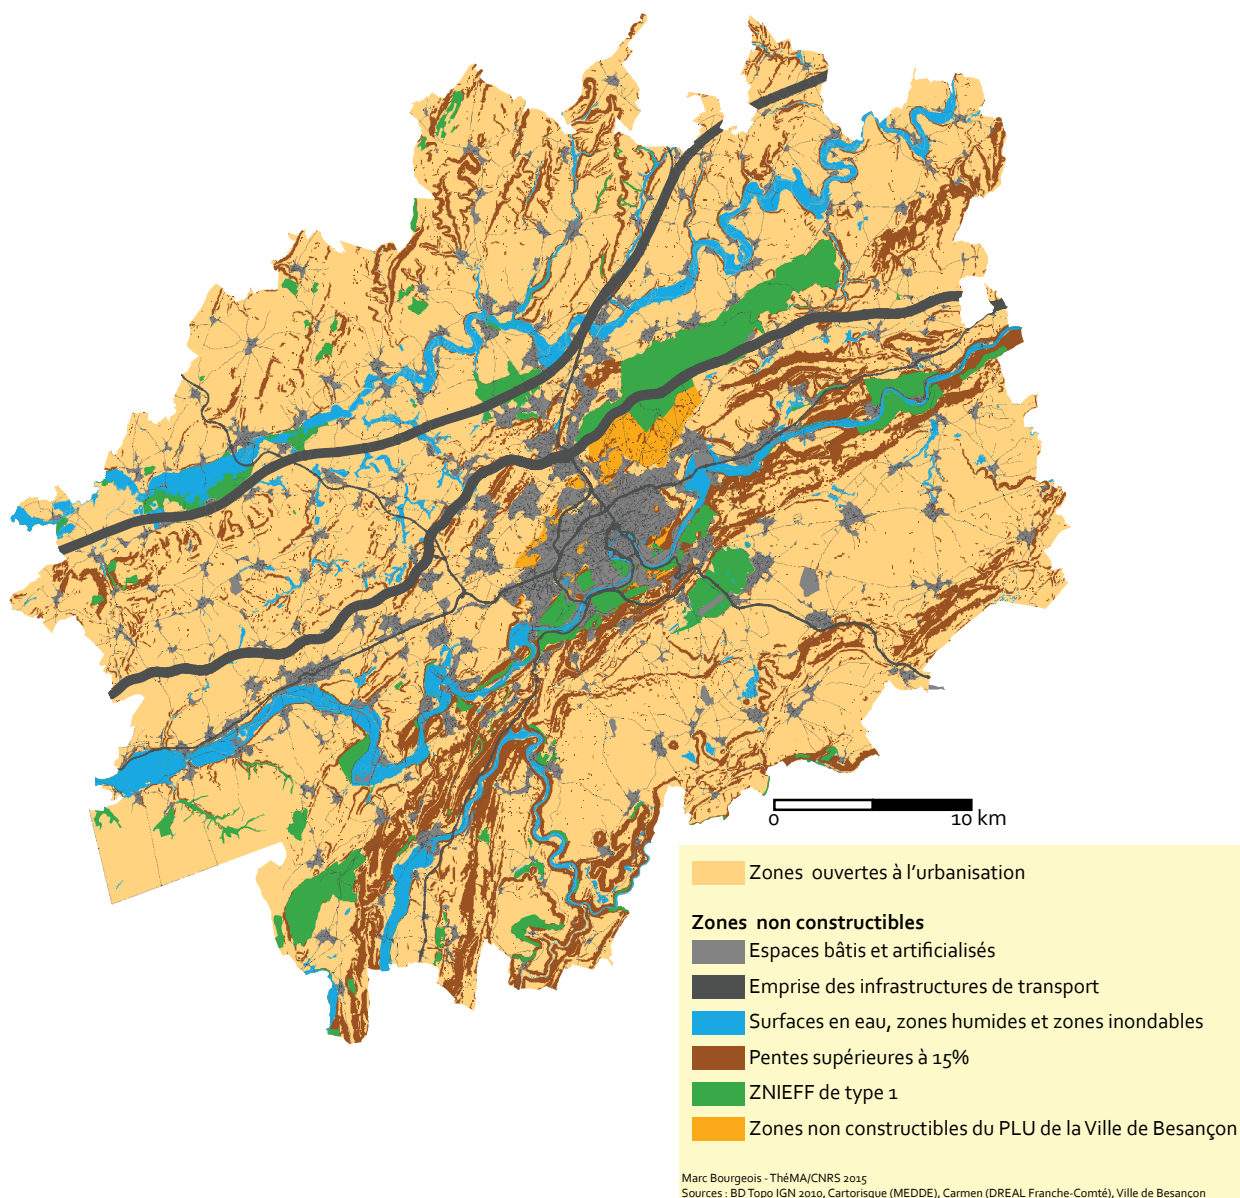 0 10 km
Zones ouvertes à l'urbanisation
Zones non constructibles
Espaces bâtis et artificialisés
Emprise des infrastructures de transport
Surfaces en eau, zones humides et zones inondables
Pentes supérieures à 15%
ZNIEFF de type 1
Zones non constructibles du PLU de la Ville de Besançon
Marc Bourgeois - ThéMA/CNRS 2015
Sources : BD Topo IGN 2010, Cartorisque (MEDDE), Carmen (DREAL Franche-Comté), Ville de Besançon